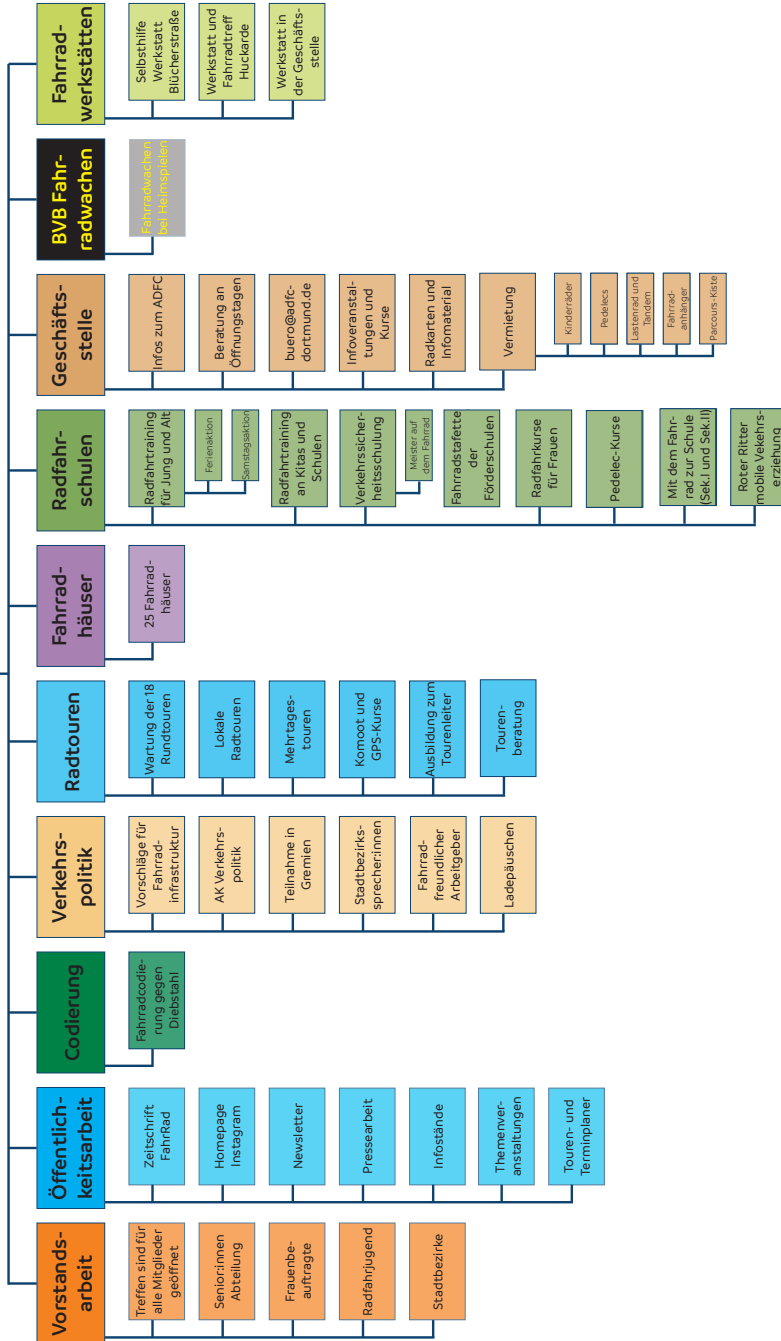 Vorstands-
arbeit
Treffen sind für
alle Mitglieder
geöffnet
Senior:innen
Abteilung
Frauenbe-
auftragte
Radfahrjugend
Stadtbezirke
Öffentlich-
keitsarbeit
Zeitschrift
FahrRad
Homepage
Instagram
Newsletter
Pressearbeit
Infostände
Themenver-
anstaltungen
Touren- und
Terminplaner
Codierung
Fahrradcodie-
rung gegen
Diebstahl
Verkehrs-
politik
Vorschläge für
Fahrrad-
infrastruktur
AK Verkehrs-
politik
Teilnahme in
Gremien
Stadtbezirks-
sprecher:innen
Fahrrad-
freundlicher
Arbeitgeber
Ladepäuschen
Radtouren
Wartung der 18
Rundtouren
Lokale
Radtouren
Mehrtages-
touren
Komoot und
GPS-Kurse
Ausbildung zum
Tourenleiter
Touren-
beratung
Fahrrad-
häuser
25 Fahrrad-
häuser
Radfahr-
schulen
Radfahrtraining
für Jung und Alt
Ferienaktion
Samstagsaktion
Radfahrtraining
an Kitas und
Schulen
Verkehrssicher-
heitsschulung
Meister auf
dem Fahrrad
Fahrradstafette
der
Förderschulen
Radfahrkurse
für Frauen
Pedelec-Kurse
Mit dem Fahr-
rad zur Schule
(Sek.I und Sek.II)
Roter Ritter
mobile Vekehrs-
erziehung
Geschäfts-
stelle
Infos zum ADFC
Beratung an
Öffnungstagen
buero@adfc-
dortmund.de
Infoveranstal-
tungen und
Kurse
Radkarten und
Infomaterial
Vermietung
Kinderräder
Pedelecs
Lastenrad und
Tandem
Fahrrad-
anhänger
Parcours-Kiste
BVB Fahr-
radwachen
Fahrradwachen
bei Heimspielen
Fahrrad-
werkstätten
Selbsthilfe
Werkstatt
Blücherstraße
Werkstatt und
Fahrradtreff
Huckarde
Werkstatt in
der Geschäfts-
stelle